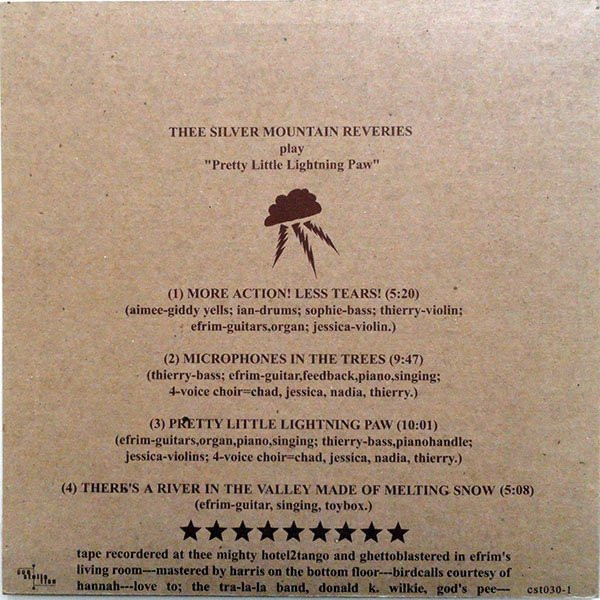 THEE SILVER MOUNTAIN REVERIES
play
"Pretty Little Lightning Paw"
(1) MORE ACTION! LESS TEARS! (5:20)
(aimee-giddy yells; ian-drums; sophie-bass; thierry-violin;
efrim-guitars,organ; jessica-violin.)
(2) MICROPHONES IN THE TREES (9:47)
(thierry-bass; efrim-guitar,feedback,piano,singing;
4-voice choir=chad, jessica, nadia, thierry.)
(3) PRETTY LITTLE LIGHTNING PAW (10:01)
(efrim-guitars,organ,piano,singing; thierry-bass,pianohandle;
jessica-violins; 4-voice choir=chad, jessica, nadia, thierry.)
(4) THERE'S A RIVER IN THE VALLEY MADE OF MELTING SNOW (5:08)
(efrim-guitar, singing, toybox.)
tape recordered at thee mighty hotel2tango and ghettoblastered in efrim's
living room---mastered by harris on the bottom floor---birdcalls courtesy of
hannah---love to; the tra-la-la band, donald k. wilkie, god's pee---
cst030-1